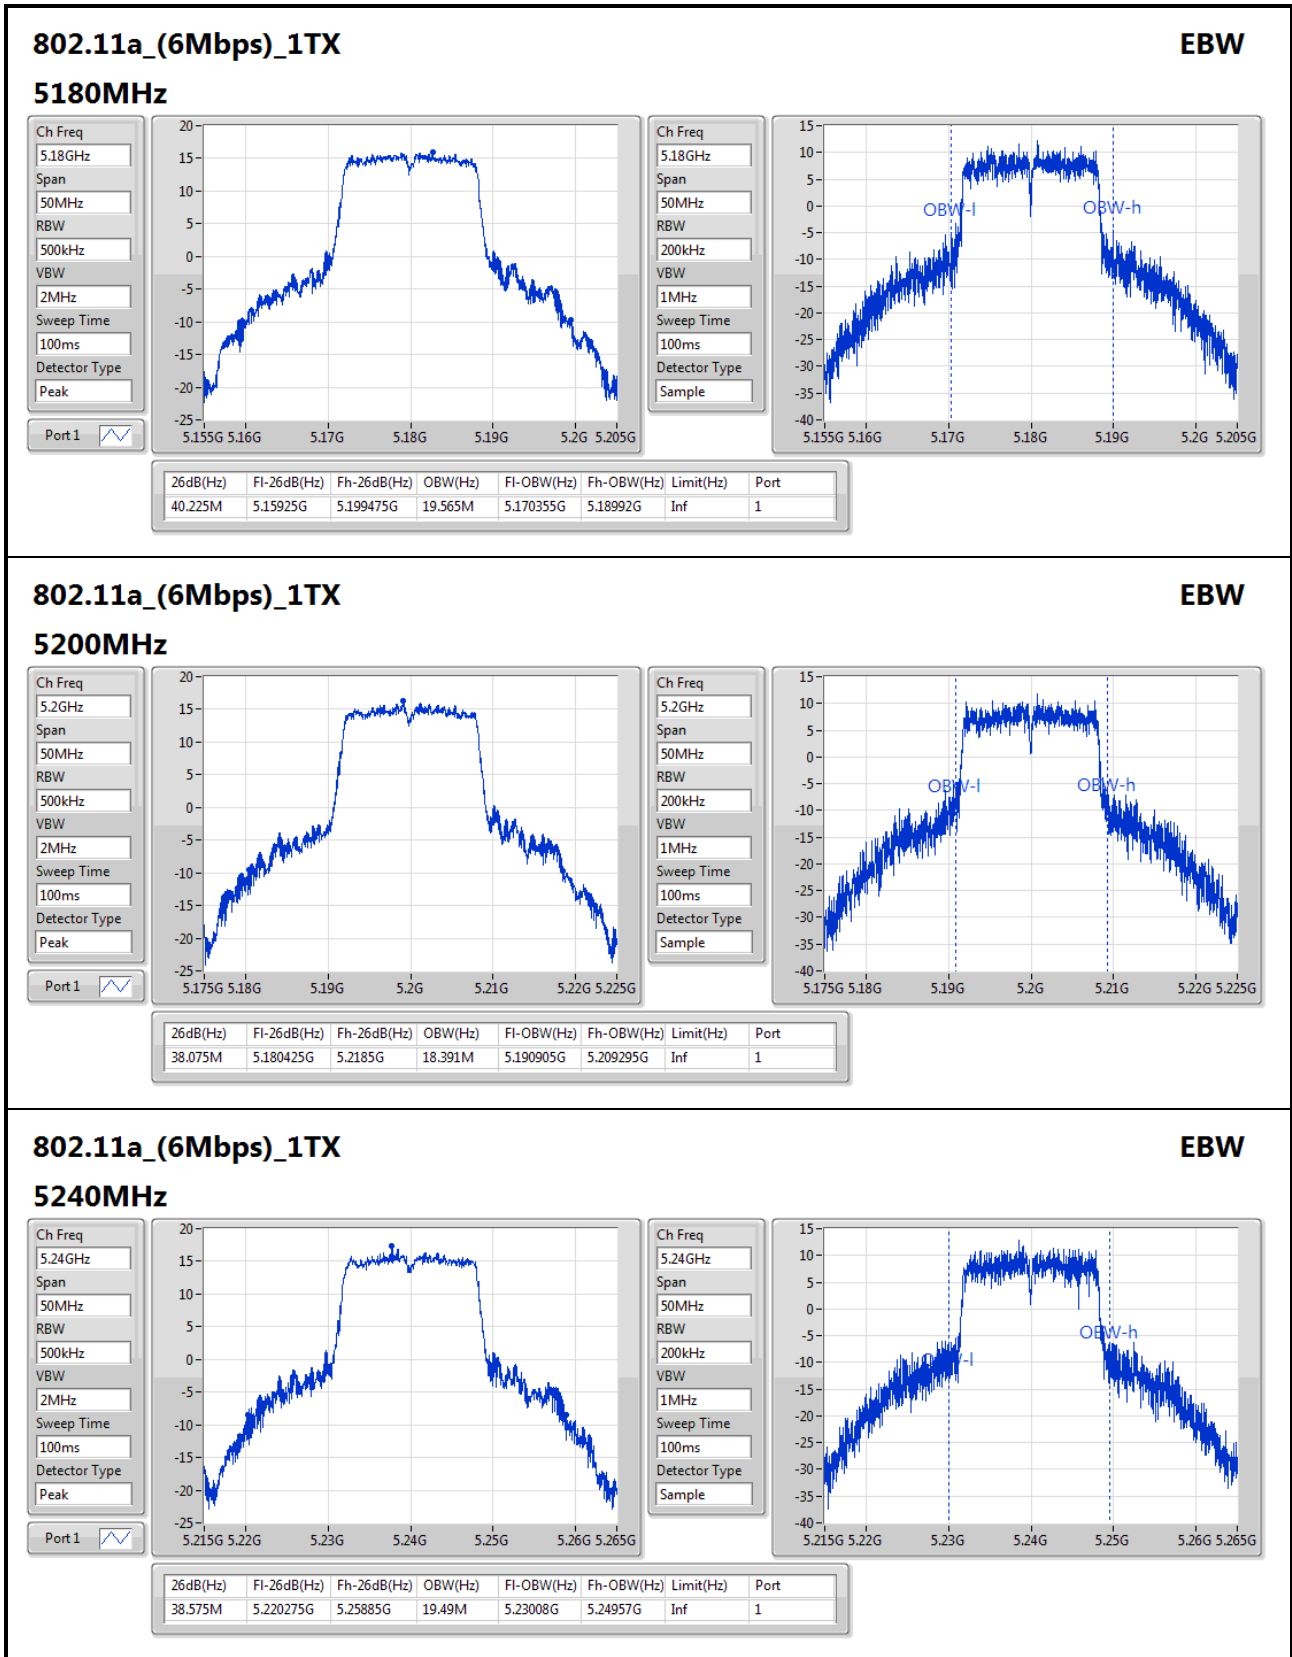 802.11a_(6Mbps)_1TX EBW
5180MHz
Ch Freq
5.18GHz
Span
50MHz
RBW
500kHz
VBW
2MHz
Sweep Time
100ms
Detector Type
Peak
Port 1
20
15
10
5
0
-5
-10
-15
-20
-25
5.155G 5.16G 5.17G 5.18G 5.19G 5.2G 5.205G
Ch Freq
5.18GHz
Span
50MHz
RBW
200kHz
VBW
1MHz
Sweep Time
100ms
Detector Type
Sample
15
10
5
0
-5
-10
-15
-20
-25
-30
-35
-40
OBW-l OBW-h
5.155G 5.16G 5.17G 5.18G 5.19G 5.2G 5.205G
26dB(Hz) Fl-26dB(Hz) Fh-26dB(Hz) OBW(Hz) Fl-OBW(Hz) Fh-OBW(Hz) Limit(Hz) Port
40.225M 5.15925G 5.199475G 19.565M 5.170355G 5.18992G Inf 1
802.11a_(6Mbps)_1TX EBW
5200MHz
Ch Freq
5.2GHz
Span
50MHz
RBW
500kHz
VBW
2MHz
Sweep Time
100ms
Detector Type
Peak
Port 1
20
15
10
5
0
-5
-10
-15
-20
-25
5.175G 5.18G 5.19G 5.2G 5.21G 5.22G 5.225G
Ch Freq
5.2GHz
Span
50MHz
RBW
200kHz
VBW
1MHz
Sweep Time
100ms
Detector Type
Sample
15
10
5
0
-5
-10
-15
-20
-25
-30
-35
-40
OBW-l OBW-h
5.175G 5.18G 5.19G 5.2G 5.21G 5.22G 5.225G
26dB(Hz) Fl-26dB(Hz) Fh-26dB(Hz) OBW(Hz) Fl-OBW(Hz) Fh-OBW(Hz) Limit(Hz) Port
38.075M 5.180425G 5.2185G 18.391M 5.190905G 5.209295G Inf 1
802.11a_(6Mbps)_1TX EBW
5240MHz
Ch Freq
5.24GHz
Span
50MHz
RBW
500kHz
VBW
2MHz
Sweep Time
100ms
Detector Type
Peak
Port 1
20
15
10
5
0
-5
-10
-15
-20
-25
5.215G 5.22G 5.23G 5.24G 5.25G 5.26G 5.265G
Ch Freq
5.24GHz
Span
50MHz
RBW
200kHz
VBW
1MHz
Sweep Time
100ms
Detector Type
Sample
15
10
5
0
-5
-10
-15
-20
-25
-30
-35
-40
OBW-l OBW-h
5.215G 5.22G 5.23G 5.24G 5.25G 5.26G 5.265G
26dB(Hz) Fl-26dB(Hz) Fh-26dB(Hz) OBW(Hz) Fl-OBW(Hz) Fh-OBW(Hz) Limit(Hz) Port
38.575M 5.220275G 5.25885G 19.49M 5.23008G 5.24957G Inf 1